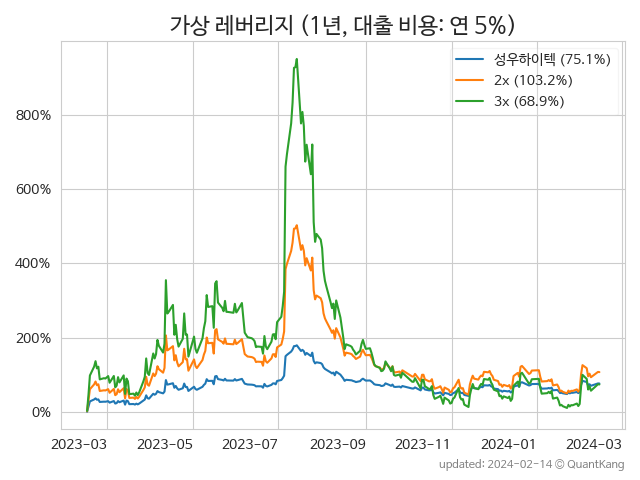 가상 레버리지 (1년, 대출 비용: 연 5%)
성우하이텍 (75.1%)
2x (103.2%)
3x (68.9%)
800%
600%
400%
200%
0%
2023-03 2023-05 2023-07 2023-09 2023-11 2024-01 2024-03
updated: 2024-02-14 © QuantKang